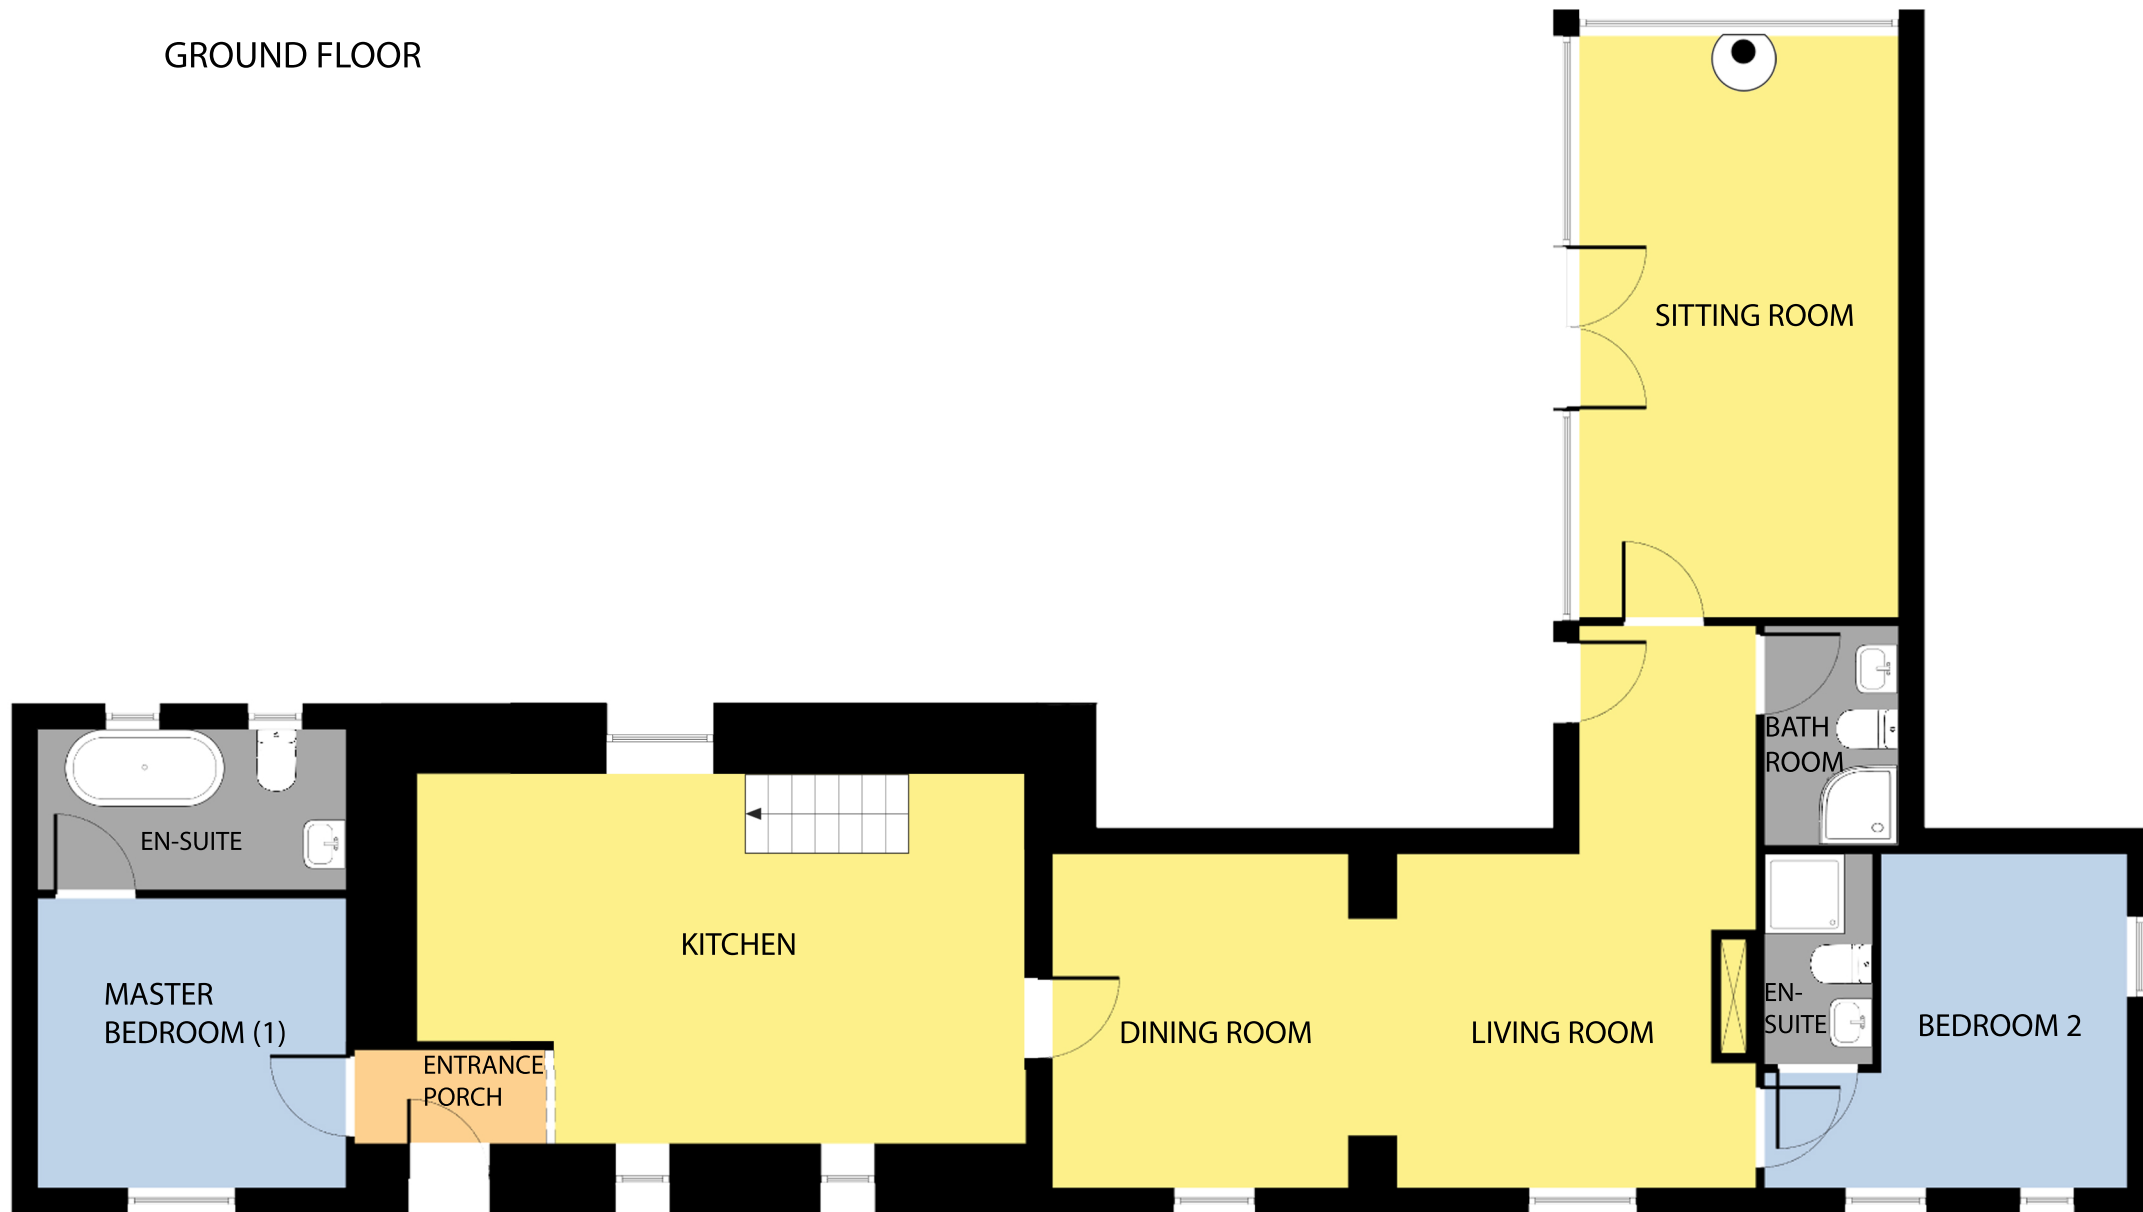 GROUND FLOOR
SITTING ROOM
BATH
ROOM
EN-SUITE
KITCHEN
MASTER
BEDROOM (1)
ENTRANCE
PORCH
DINING ROOM
LIVING ROOM
EN-
SUITE
BEDROOM 2